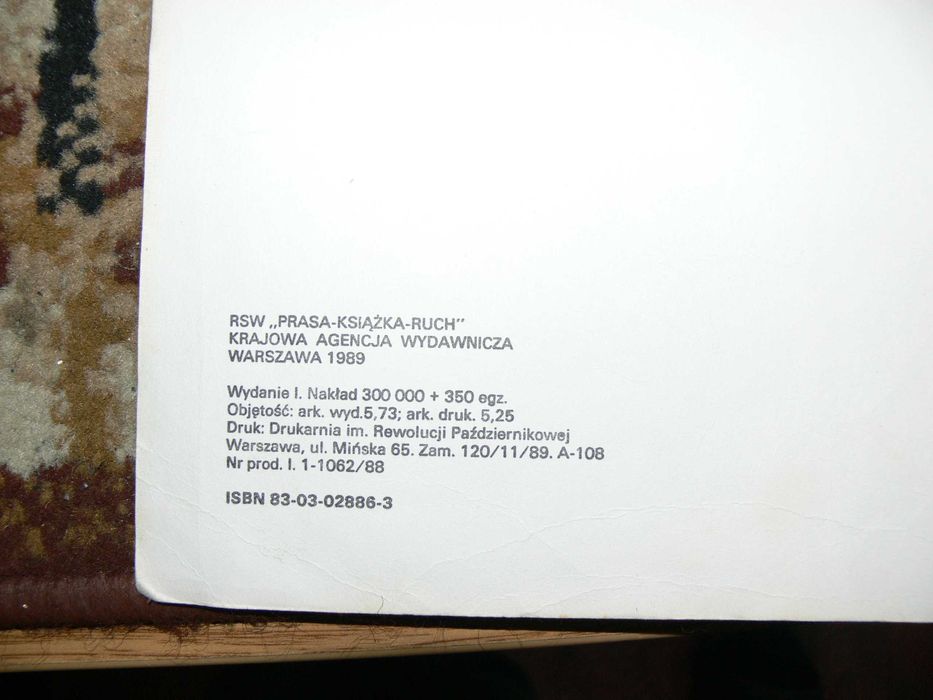 RSW „PRASA-KSIĄŻKA-RUCH”
KRAJOWA AGENCJA WYDAWNICZA
WARSZAWA 1989
Wydanie I. Nakład 300 000 + 350 egz.
Objętość: ark. wyd.5,73; ark. druk. 5,25
Druk: Drukarnia im. Rewolucji Październikowej
Warszawa, ul. Mińska 65. Zam. 120/11/89. A-108
Nr prod. I. 1-1062/88
ISBN 83-03-02886-3